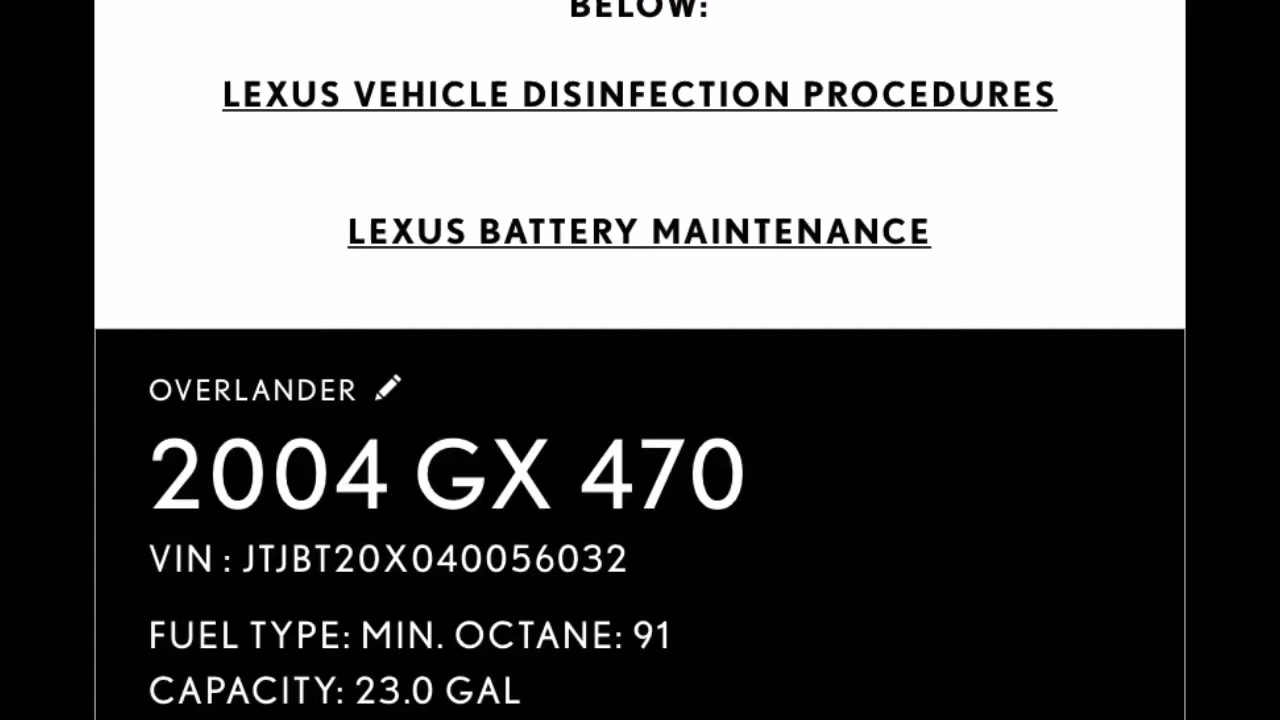 BELOW:
LEXUS VEHICLE DISINFECTION PROCEDURES
LEXUS BATTERY MAINTENANCE
OVERLANDER
2004 GX 470
VIN : JTJBT20X040056032
FUEL TYPE: MIN. OCTANE: 91
CAPACITY: 23.0 GAL